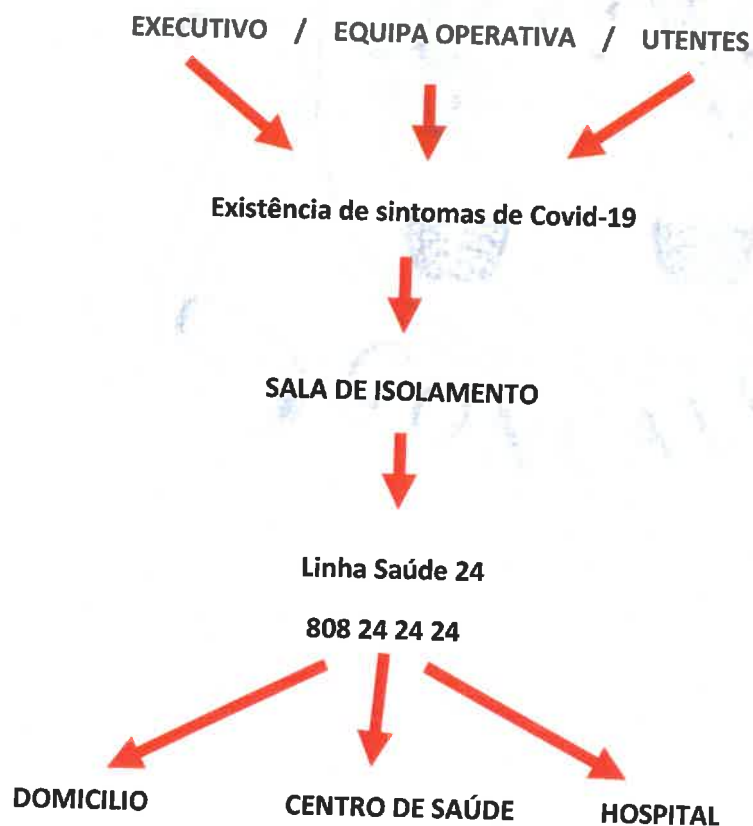 EXECUTIVO / EQUIPA OPERATIVA / UTENTES
Existência de sintomas de Covid-19
SALA DE ISOLAMENTO
Linha Saúde 24
808 24 24 24
DOMICILIO CENTRO DE SAÚDE HOSPITAL